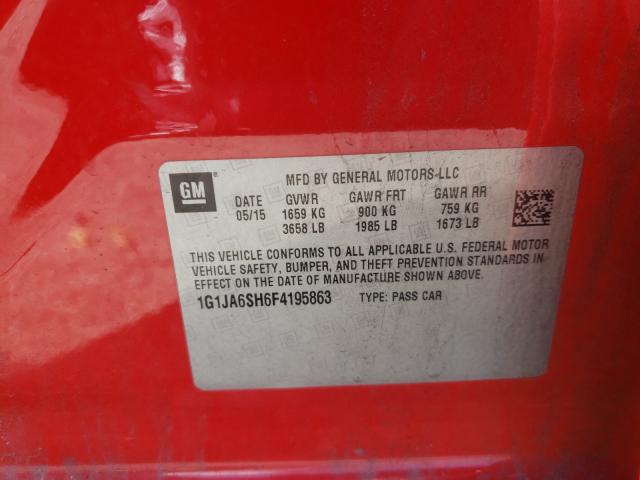 GM
MFD BY GENERAL MOTORS LLC
DATE GVWR GAWR FRT GAWR RR
05/15 1659 KG 900 KG 759 KG
3658 LB 1985 LB 1673 LB
THIS VEHICLE CONFORMS TO ALL APPLICABLE U.S. FEDERAL MOTOR
VEHICLE SAFETY, BUMPER, AND THEFT PREVENTION STANDARDS IN
EFFECT ON THE DATE OF MANUFACTURE SHOWN ABOVE.
1G1JA6SH6F4195863 TYPE: PASS CAR